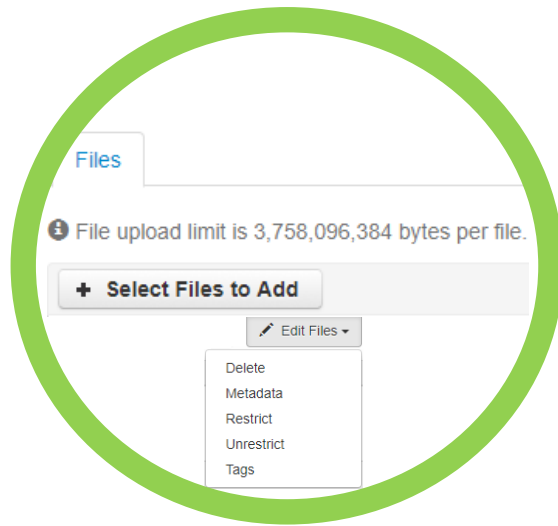 Files
File upload limit is 3,758,096,384 bytes per file.
+ Select Files to Add
Edit Files
Delete
Metadata
Restrict
Unrestrict
Tags